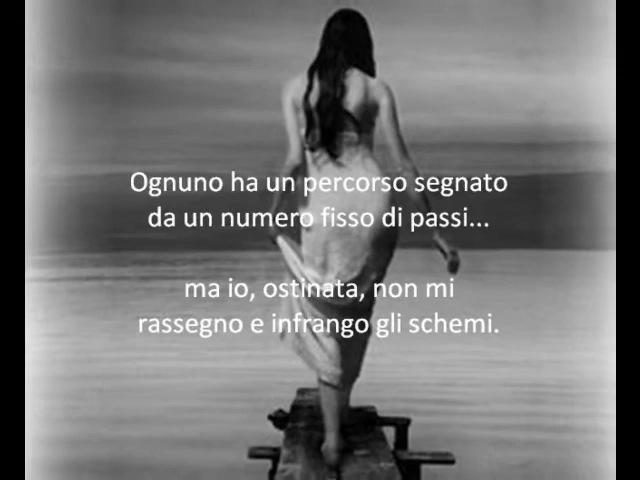 Ognuno ha un percorso segnato
da un numero fisso di passi...
ma io, ostinata, non mi
rassegno e infrango gli schemi.